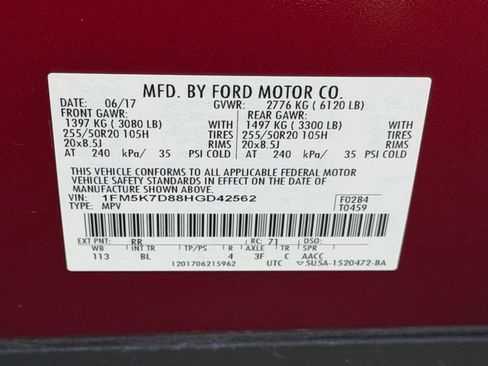 MFD. BY FORD MOTOR CO.
DATE: 06/17 GVWR: 2776 KG ( 6120 LB)
FRONT GAWR: REAR GAWR:
1397 KG ( 3080 LB) WITH 1497 KG ( 3300 LB) WITH
255/50R20 105H TIRES 255/50R20 105H TIRES
20x8.5J RIMS 20x8.5J RIMS
AT 240 kPa/ 35 PSI COLD AT 240 kPa/ 35 PSI COLD
THIS VEHICLE CONFORMS TO ALL APPLICABLE FEDERAL MOTOR
VEHICLE SAFETY AND THEFT PREVENTION STANDARDS IN EFFECT ON THE DATE OF
MANUFACTURE SHOWN ABOVE.
VIN: 1FM5K7D88HGD42562 F0284
TYPE: MPV T0459
EXT PNT: RR RC: 71 DSO:
WB INT TR TP/PS R AXLE TR SPR
113 BL 4 3F C AACC
1201706215962 UTC 5U5A-1520472-BA